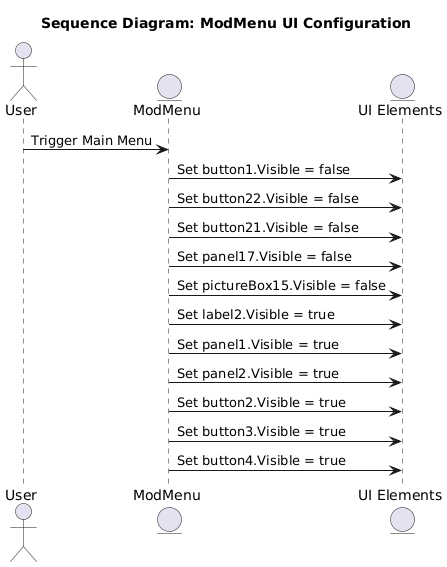 Sequence Diagram: ModMenu UI Configuration
User
ModMenu
UI Elements
Trigger Main Menu
Set button1.Visible = false
Set button22.Visible = false
Set button21.Visible = false
Set panel17.Visible = false
Set pictureBox15.Visible = false
Set label2.Visible = true
Set panel1.Visible = true
Set panel2.Visible = true
Set button2.Visible = true
Set button3.Visible = true
Set button4.Visible = true
User
ModMenu
UI Elements